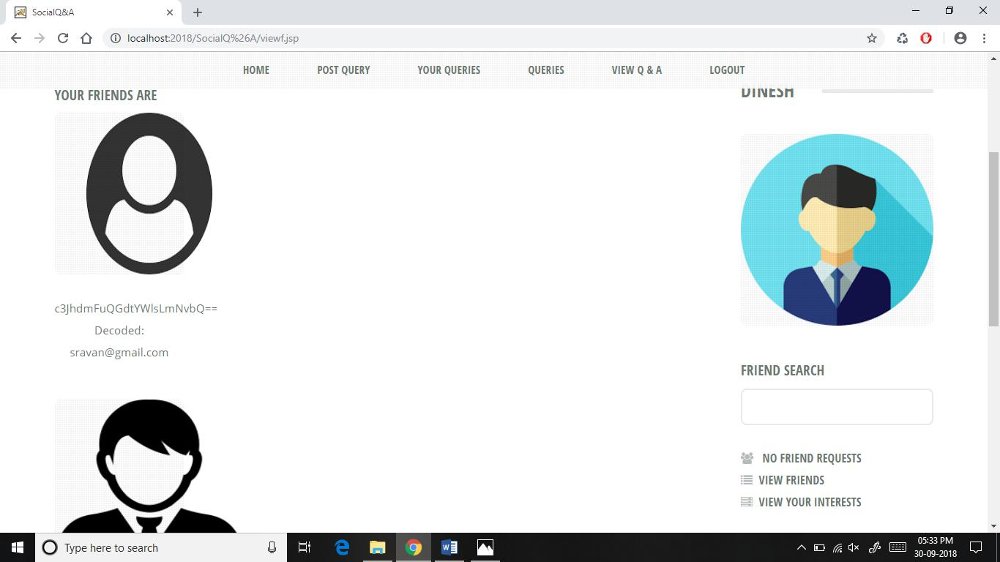 SocialQ&A
localhost:2018/SocialQ%26A/viewf.jsp
HOME POST QUERY YOUR QUERIES QUERIES VIEW Q & A LOGOUT
YOUR FRIENDS ARE
c3JhdmFuQGdtYWlsLmNvbQ==
Decoded:
sravan@gmail.com
DINESH
FRIEND SEARCH
NO FRIEND REQUESTS
VIEW FRIENDS
VIEW YOUR INTERESTS
Type here to search
05:33 PM
30-09-2018